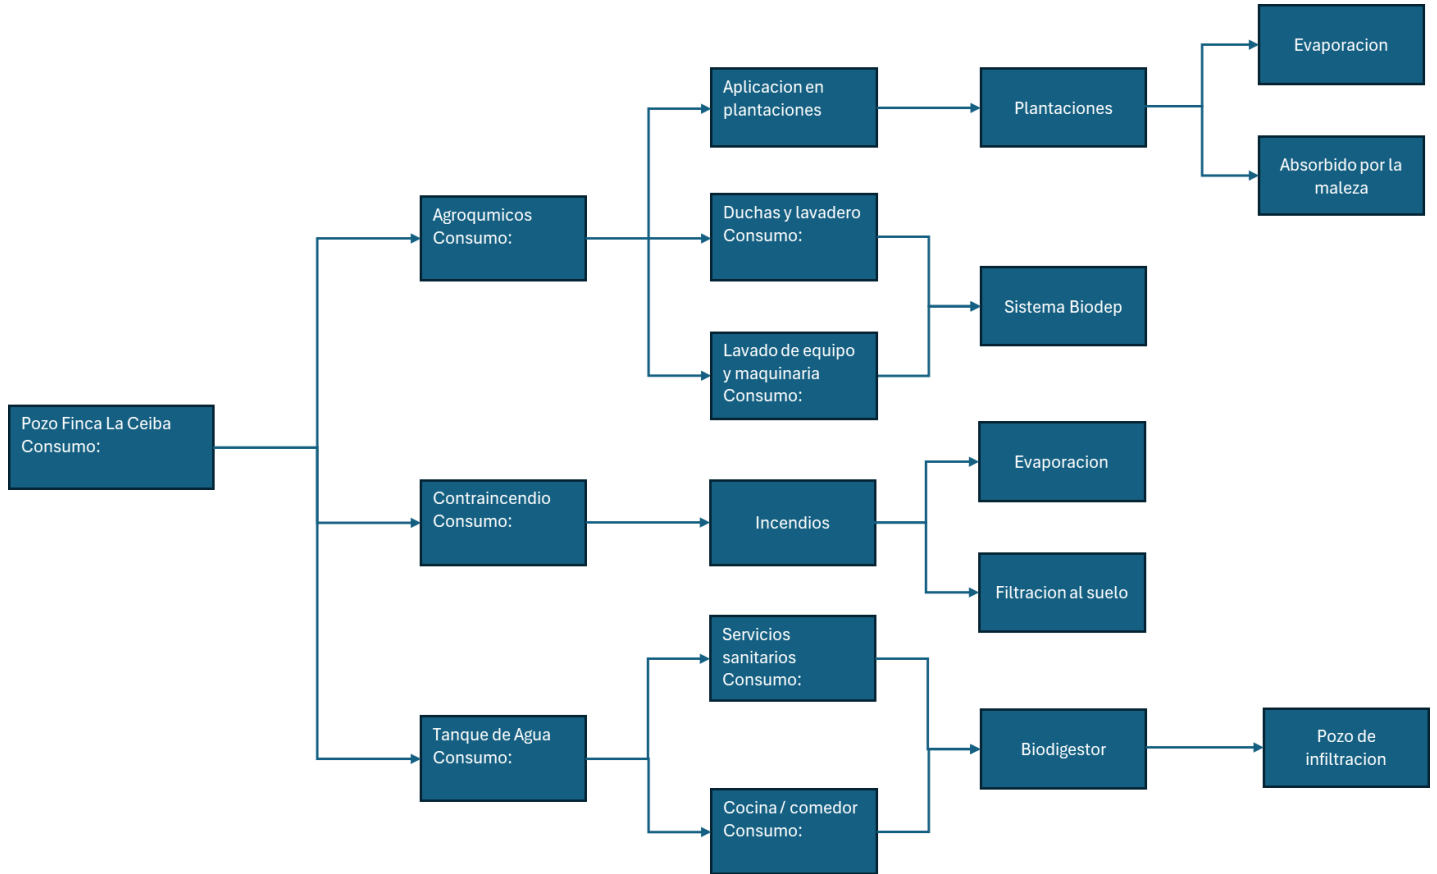 Pozo Finca La Ceiba
Consumo:
Agroqumicos
Consumo:
Contraincendio
Consumo:
Tanque de Agua
Consumo:
Aplicacion en
plantaciones
Duchas y lavadero
Consumo:
Lavado de equipo
y maquinaria
Consumo:
Incendios
Servicios
sanitarios
Consumo:
Cocina / comedor
Consumo:
Plantaciones
Sistema Biodep
Evaporacion
Filtracion al suelo
Biodigestor
Evaporacion
Absorbido por la
maleza
Pozo de
infiltracion